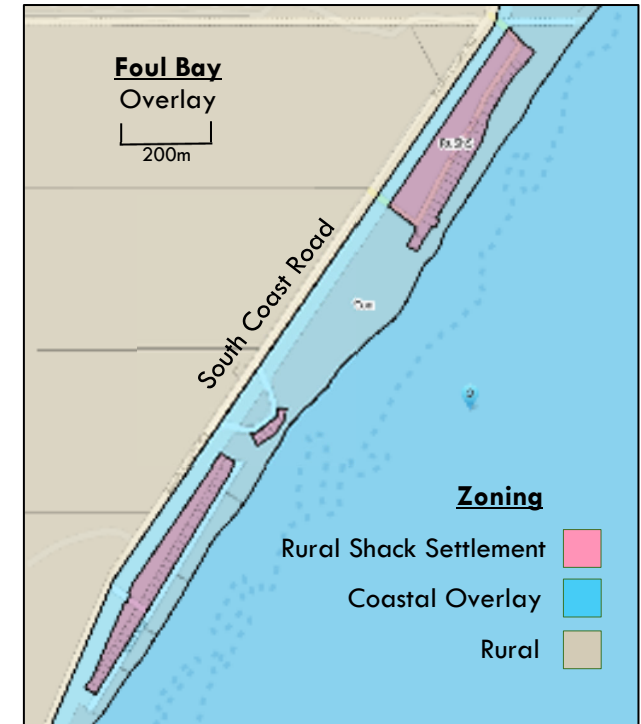 Foul Bay
Overlay
200m
South Coast Road
Zoning
Rural Shack Settlement
Coastal Overlay
Rural